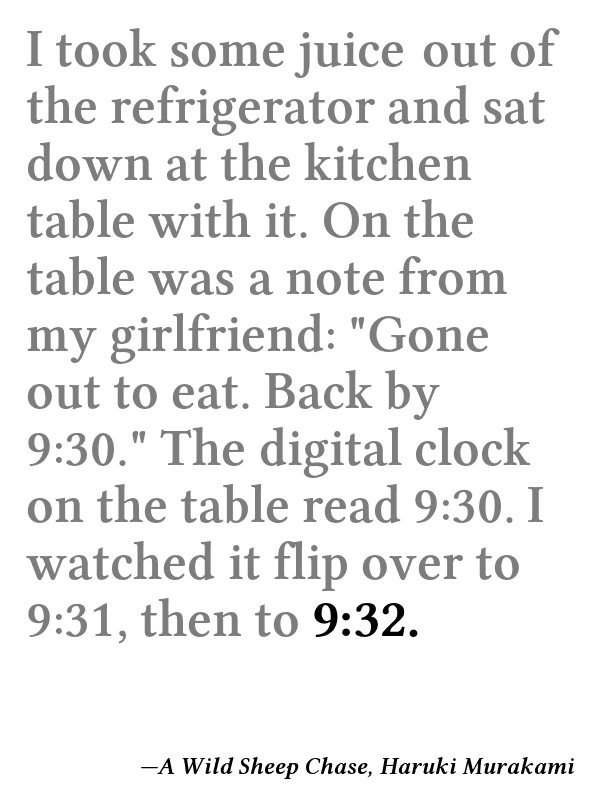 I took some juice out of
the refrigerator and sat
down at the kitchen
table with it. On the
table was a note from
my girlfriend: "Gone
out to eat. Back by
9:30." The digital clock
on the table read 9:30. I
watched it flip over to
9:31, then to 9:32.
—A Wild Sheep Chase, Haruki Murakami